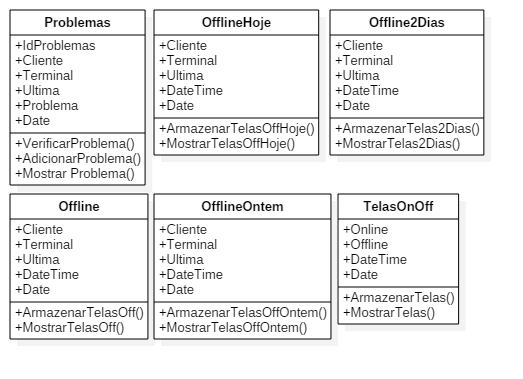 Problemas
+IdProblemas
+Cliente
+Terminal
+Ultima
+Problema
+Date
+VerificarProblema()
+AdicionarProblema()
+Mostrar Problema()
OfflineHoje
+Cliente
+Terminal
+Ultima
+DateTime
+Date
+ArmazenarTelasOffHoje()
+MostrarTelasOffHoje()
Offline2Dias
+Cliente
+Terminal
+Ultima
+DateTime
+Date
+ArmazenarTelas2Dias()
+MostrarTelas2Dias()
Offline
+Cliente
+Terminal
+Ultima
+DateTime
+Date
+ArmazenarTelasOff()
+MostrarTelasOff()
OfflineOntem
+Cliente
+Terminal
+Ultima
+DateTime
+Date
+ArmazenarTelasOffOntem()
+MostrarTelasOffOntem()
TelasOnOff
+Online
+Offline
+DateTime
+Date
+ArmazenarTelas()
+MostrarTelas()